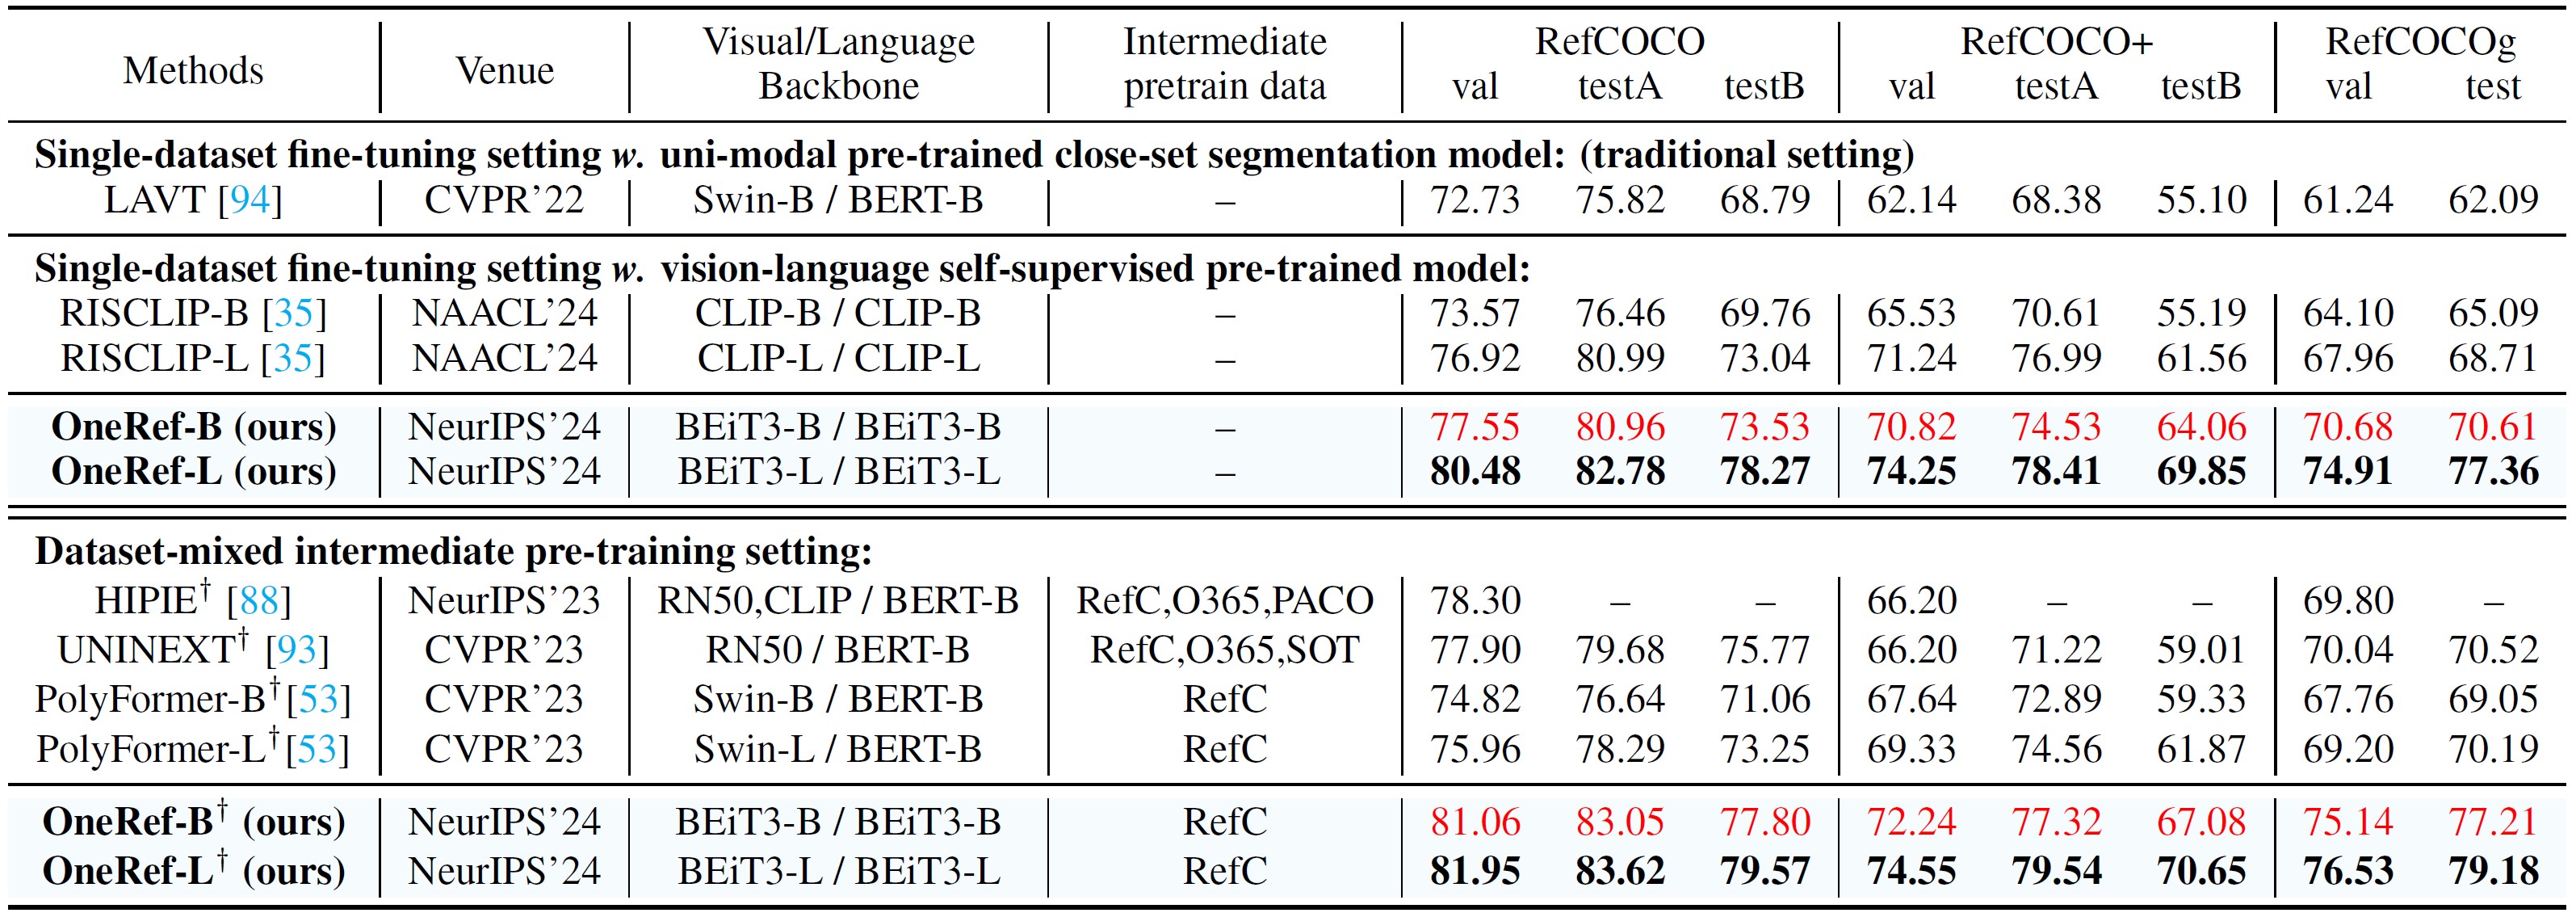 Methods Venue Visual/Language Backbone Intermediate pretrain data RefCOCO RefCOCO+ RefCOCOg
val testA testB val testA testB val test
Single-dataset fine-tuning setting w. uni-modal pre-trained close-set segmentation model: (traditional setting)
LAVT [94] CVPR'22 Swin-B / BERT-B – 72.73 75.82 68.79 62.14 68.38 55.10 61.24 62.09
Single-dataset fine-tuning setting w. vision-language self-supervised pre-trained model:
RISCLIP-B [35] NAACL'24 CLIP-B / CLIP-B – 73.57 76.46 69.76 65.53 70.61 55.19 64.10 65.09
RISCLIP-L [35] NAACL'24 CLIP-L / CLIP-L – 76.92 80.99 73.04 71.24 76.99 61.56 67.96 68.71
OneRef-B (ours) NeurIPS'24 BEiT3-B / BEiT3-B – 77.55 80.96 73.53 70.82 74.53 64.06 70.68 70.61
OneRef-L (ours) NeurIPS'24 BEiT3-L / BEiT3-L – 80.48 82.78 78.27 74.25 78.41 69.85 74.91 77.36
Dataset-mixed intermediate pre-training setting:
HIPIE† [88] NeurIPS'23 RN50,CLIP / BERT-B RefC,O365,PACO 78.30 – – 66.20 – – 69.80 –
UNINEXT† [93] CVPR'23 RN50 / BERT-B RefC,O365,SOT 77.90 79.68 75.77 66.20 71.22 59.01 70.04 70.52
PolyFormer-B† [53] CVPR'23 Swin-B / BERT-B RefC 74.82 76.64 71.06 67.64 72.89 59.33 67.76 69.05
PolyFormer-L† [53] CVPR'23 Swin-L / BERT-B RefC 75.96 78.29 73.25 69.33 74.56 61.87 69.20 70.19
OneRef-B† (ours) NeurIPS'24 BEiT3-B / BEiT3-B RefC 81.06 83.05 77.80 72.24 77.32 67.08 75.14 77.21
OneRef-L† (ours) NeurIPS'24 BEiT3-L / BEiT3-L RefC 81.95 83.62 79.57 74.55 79.54 70.65 76.53 79.18